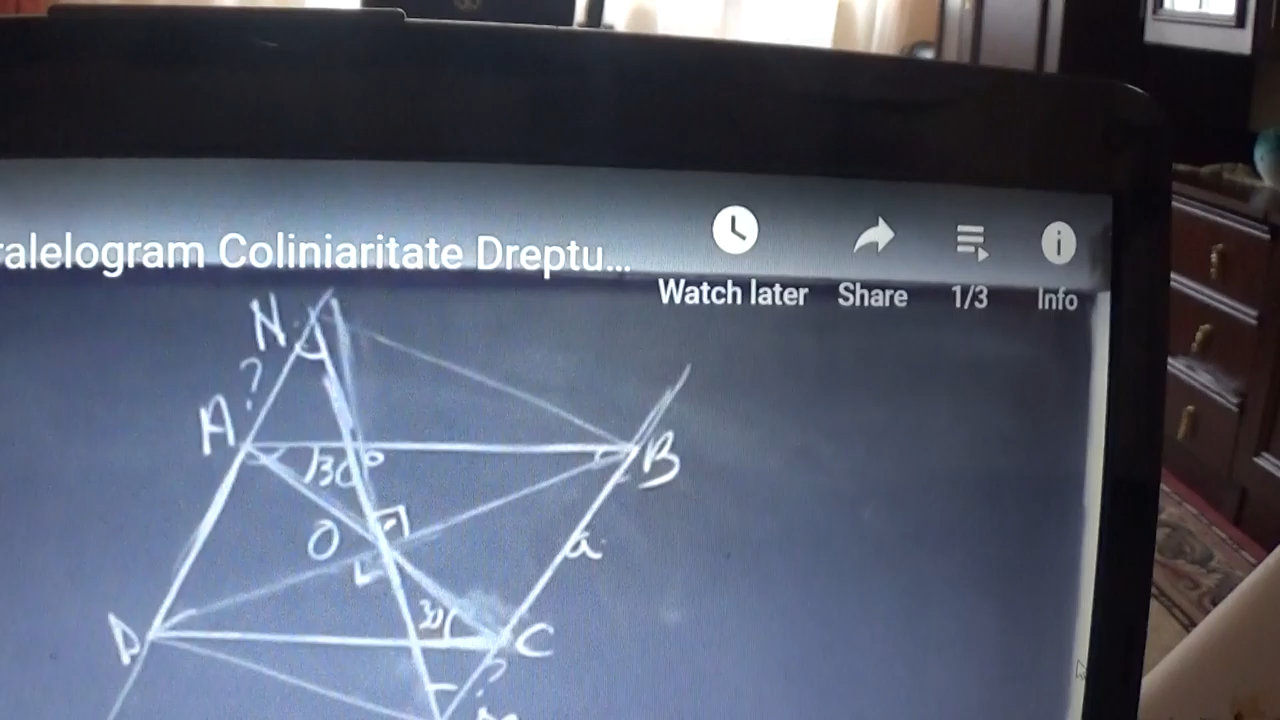 ralelogram Coliniaritate Dreptu...
Watch later Share 1/3 Info
N
?
A
30°
B
O
a
30
D
C
?